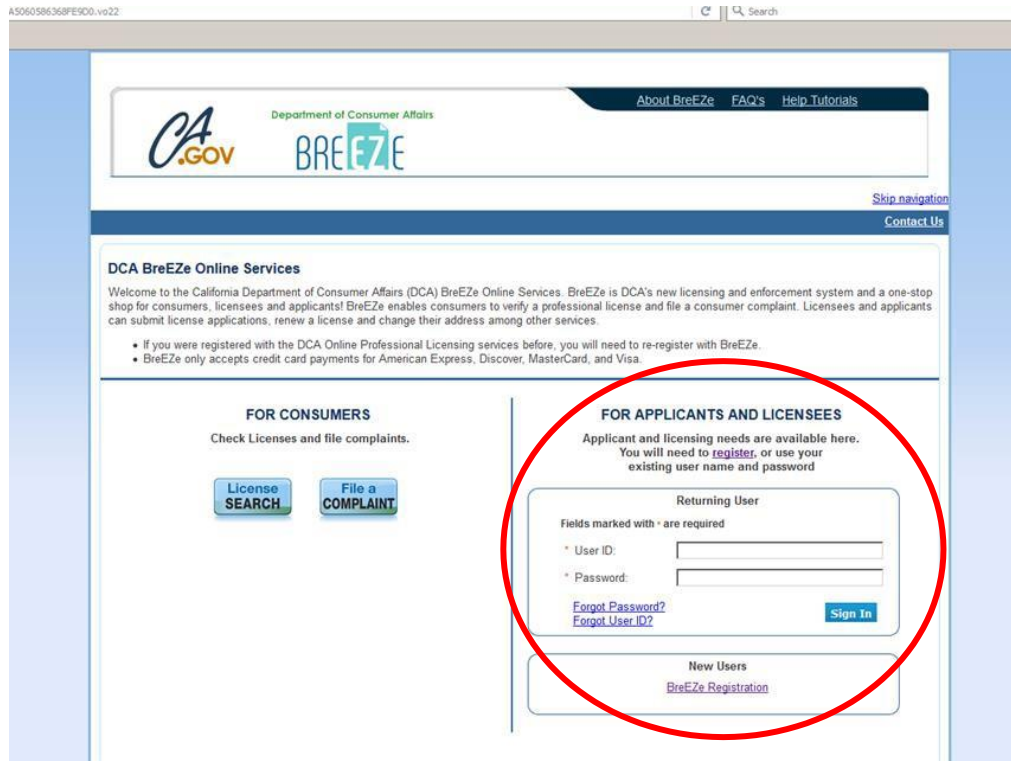 A5060586368FE9D0.vo22
Search
CA.GOV
Department of Consumer Affairs
BREEZE
About BreEZe FAQ's Help Tutorials
Skip navigation
Contact Us
DCA BreEZe Online Services
Welcome to the California Department of Consumer Affairs (DCA) BreEZe Online Services. BreEZe is DCA's new licensing and enforcement system and a one-stop
shop for consumers, licensees and applicants! BreEZe enables consumers to verify a professional license and file a consumer complaint. Licensees and applicants
can submit license applications, renew a license and change their address among other services.
• If you were registered with the DCA Online Professional Licensing services before, you will need to re-register with BreEZe.
• BreEZe only accepts credit card payments for American Express, Discover, MasterCard, and Visa.
FOR CONSUMERS
Check Licenses and file complaints.
License
SEARCH
File a
COMPLAINT
FOR APPLICANTS AND LICENSEES
Applicant and licensing needs are available here.
You will need to register, or use your
existing user name and password
Returning User
Fields marked with * are required
* User ID:
* Password:
Forgot Password?
Forgot User ID?
Sign In
New Users
BreEZe Registration